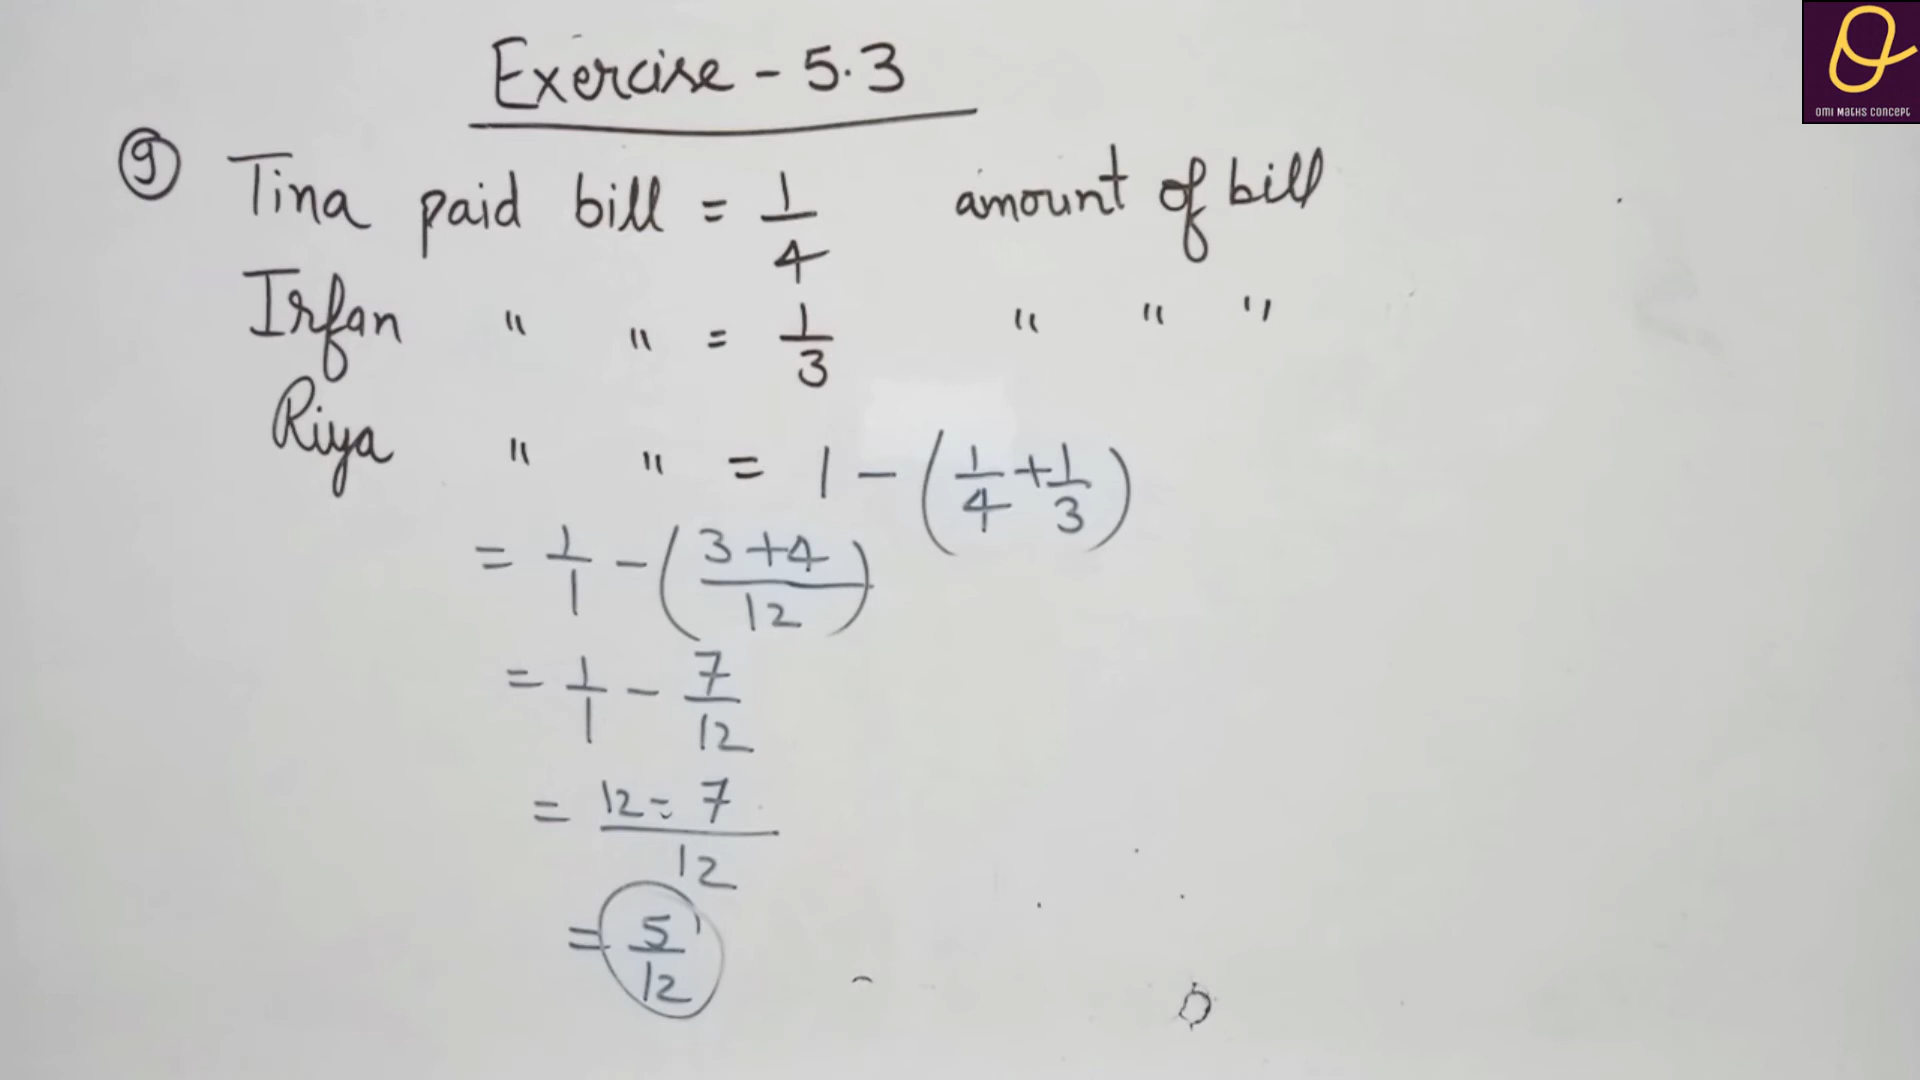 Exercise - 5.3
9 Tina paid bill = 1/4 amount of bill
Irfan " " = 1/3 " " "
Riya " " = 1 - (1/4 + 1/3)
= 1/1 - (3+4/12)
= 1/1 - 7/12
= 12 - 7/12
= 5/12
OMI MATHS CONCEPT